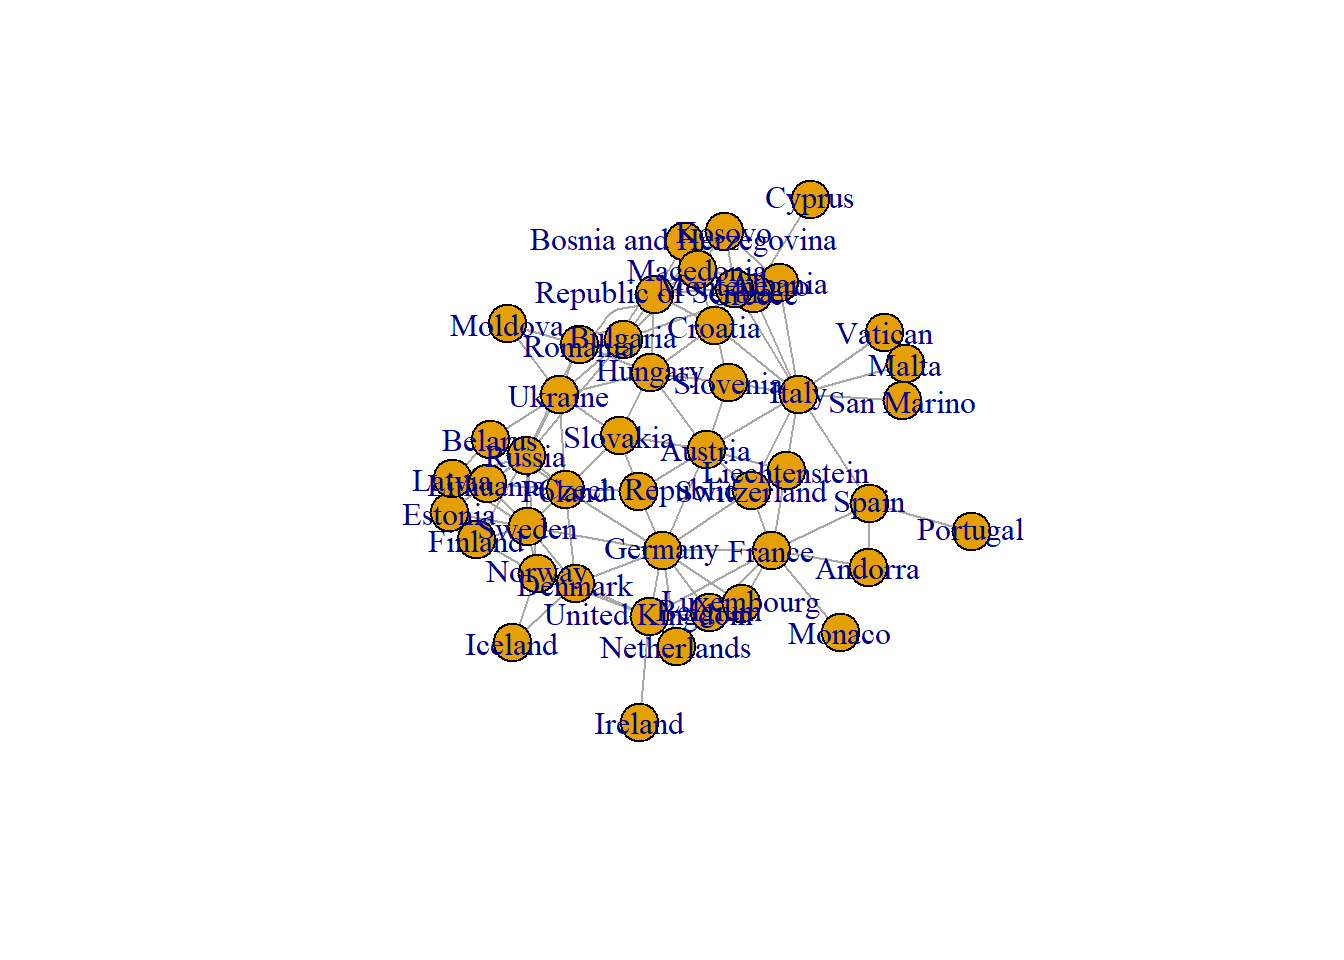 Cyprus
Kosovo
Bosnia and Herzegovina
Macedonia
Albania
Montenegro
Republic of Serbia
Greece
Moldova
Croatia
Vatican
Bulgaria
Romania
Malta
Hungary
Slovenia
Italy
Ukraine
San Marino
Slovakia
Belarus
Austria
Russia
Liechtenstein
Latvia
Lithuania
Poland
Czech Republic
Switzerland
Spain
Estonia
Sweden
Portugal
Finland
Germany
France
Norway
Andorra
Denmark
Luxembourg
Belgium
United Kingdom
Monaco
Iceland
Netherlands
Ireland